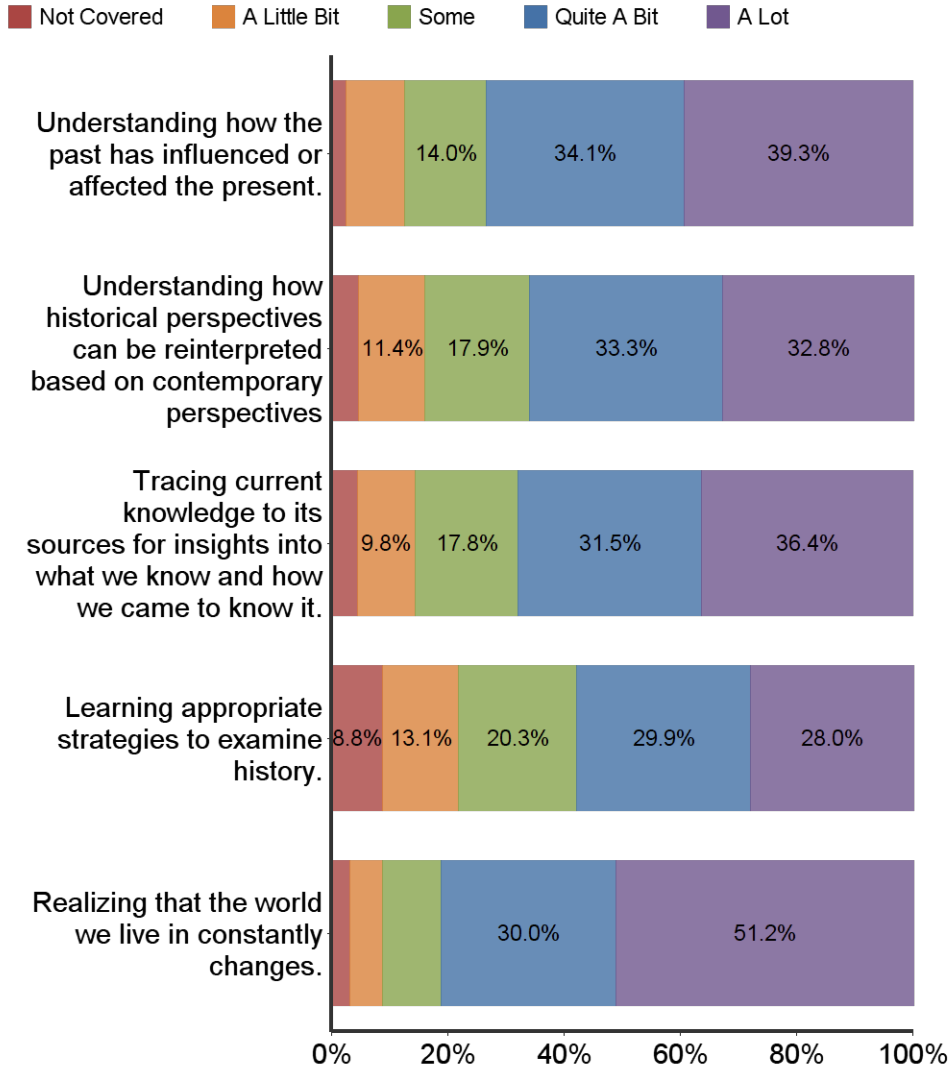 Not Covered A Little Bit Some Quite A Bit A Lot
Understanding how the
past has influenced or
affected the present.
14.0% 34.1% 39.3%
Understanding how
historical perspectives
can be reinterpreted
based on contemporary
perspectives
11.4% 17.9% 33.3% 32.8%
Tracing current
knowledge to its
sources for insights into
what we know and how
we came to know it.
9.8% 17.8% 31.5% 36.4%
Learning appropriate
strategies to examine
history.
8.8% 13.1% 20.3% 29.9% 28.0%
Realizing that the world
we live in constantly
changes.
30.0% 51.2%
0% 20% 40% 60% 80% 100%